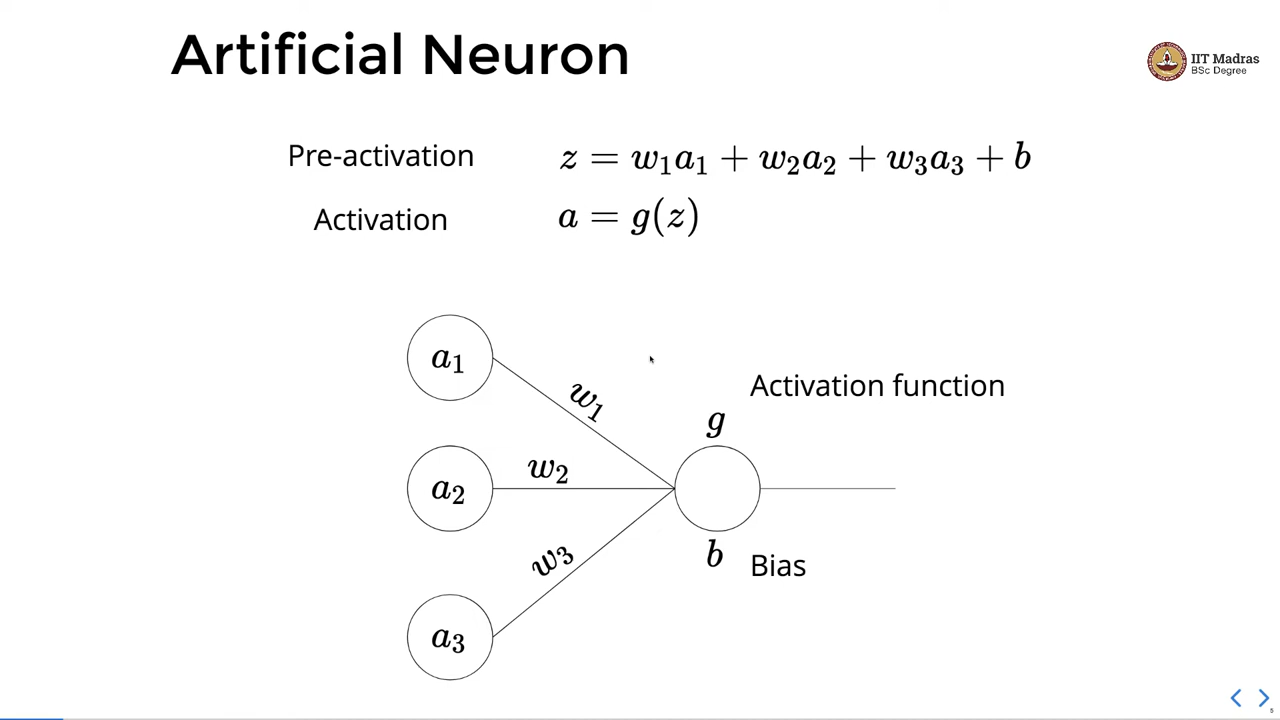 Artificial Neuron
IIT Madras
BSc Degree
Pre-activation z = w₁a₁ + w₂a₂ + w₃a₃ + b
Activation a = g(z)
a₁
w₁
Activation function
g
a₂
w₂
w₃
b
Bias
a₃
5